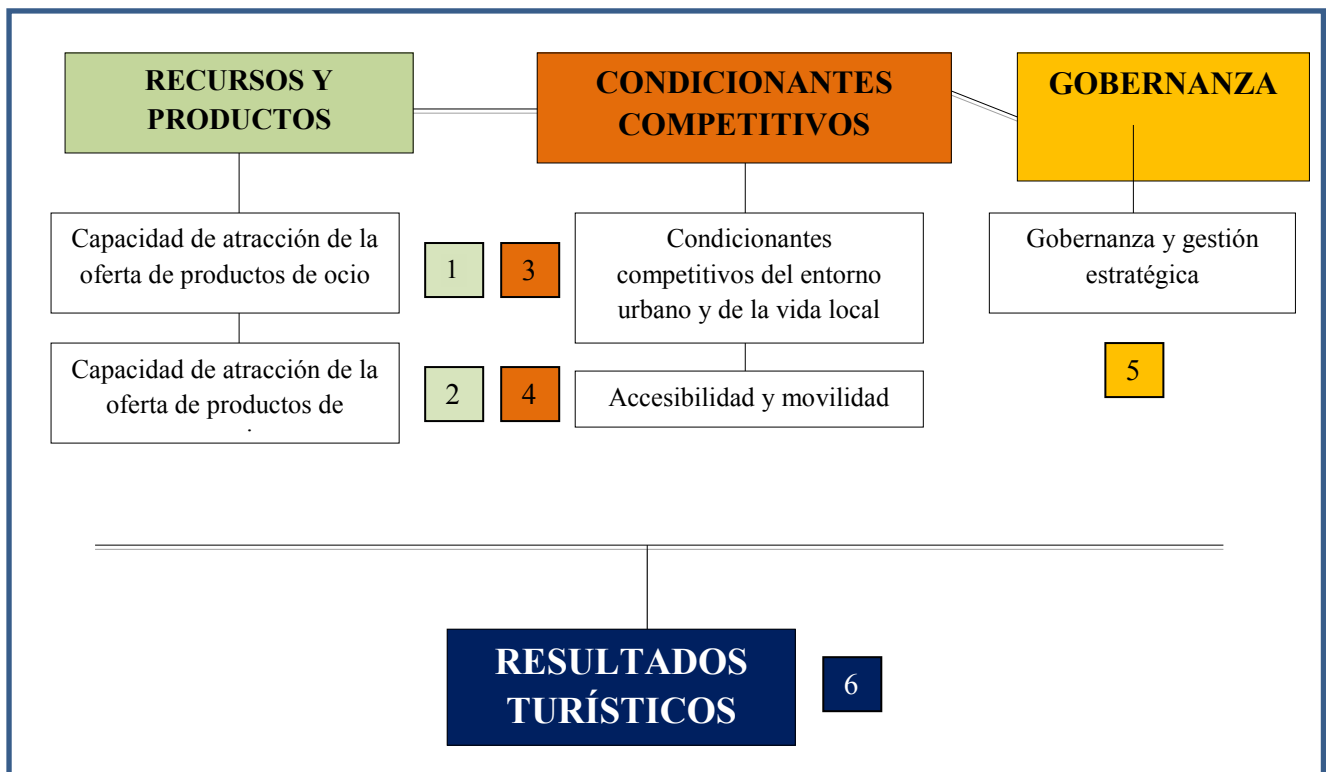 RECURSOS Y
PRODUCTOS
CONDICIONANTES
COMPETITIVOS
GOBERNANZA
Capacidad de atracción de la
oferta de productos de ocio
1
3
Condicionantes
competitivos del entorno
urbano y de la vida local
Gobernanza y gestión
estratégica
Capacidad de atracción de la
oferta de productos de
2
4
Accesibilidad y movilidad
5
RESULTADOS
TURÍSTICOS
6